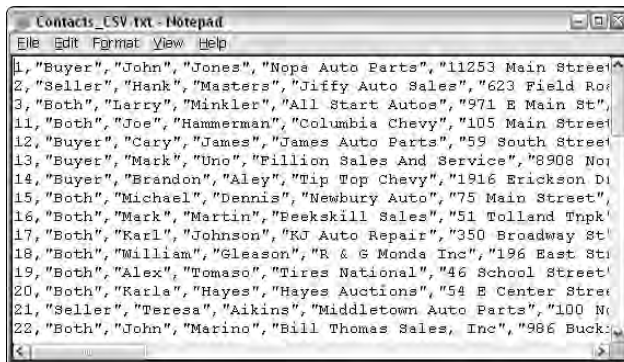 Contacts_CSV.txt - Notepad
File Edit Format View Help
1,"Buyer","John","Jones","Nopa Auto Parts","11253 Main Street
2,"Seller","Hank","Masters","Jiffy Auto Sales","623 Field Roa
3,"Both","Larry","Minkler","All Start Autos","971 E Main St",
11,"Both","Joe","Hammerman","Columbia Chevy","105 Main Street
12,"Buyer","Cary","James","James Auto Parts","59 South Street
13,"Buyer","Mark","Uno","Fillion Sales And Service","8908 Nor
14,"Buyer","Brandon","Aley","Tip Top Chevy","1916 Erickson Dr
15,"Both","Michael","Dennis","Newbury Auto","75 Main Street",
16,"Both","Mark","Martin","Peekskill Sales","51 Tolland Tnpk"
17,"Both","Karl","Johnson","KJ Auto Repair","350 Broadway St"
18,"Both","William","Gleason","R & G Monda Inc","196 East Str
19,"Both","Alex","Tomaso","Tires National","46 School Street"
20,"Both","Karla","Hayes","Hayes Auctions","54 E Center Stree
21,"Seller","Teresa","Aikins","Middletown Auto Parts","100 No
22,"Both","John","Marino","Bill Thomas Sales, Inc","986 Buck